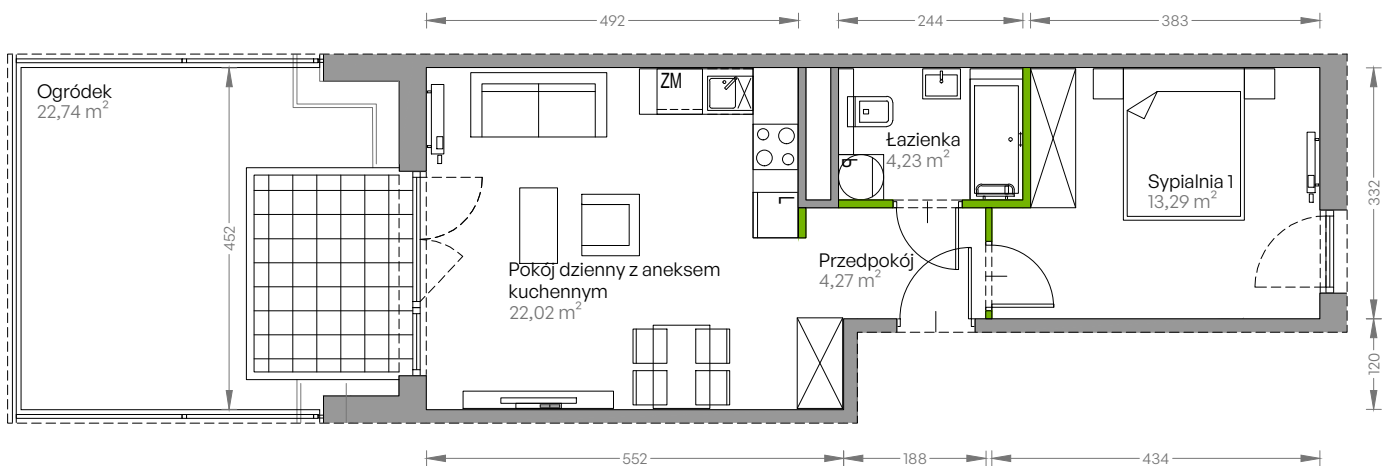 492
244
383
Ogródek
22,74 m²
ZM
Łazienka
4,23 m²
P
Sypialnia 1
13,29 m²
332
452
L
Pokój dzienny z aneksem
kuchennym
22,02 m²
Przedpokój
4,27 m²
120
552
188
434